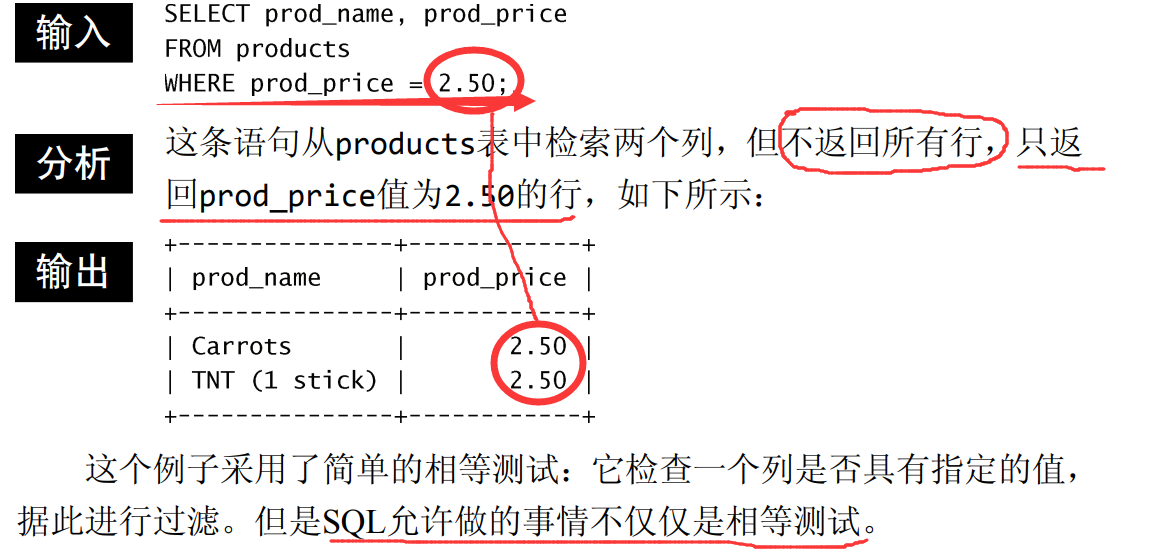 输入
SELECT prod_name, prod_price
FROM products
WHERE prod_price = 2.50;
分析
这条语句从products表中检索两个列，但不返回所有行，只返
回prod_price值为2.50的行，如下所示：
输出
+---------------+------------+
| prod_name | prod_price |
+---------------+------------+
| Carrots | 2.50 |
| TNT (1 stick) | 2.50 |
+---------------+------------+
这个例子采用了简单的相等测试：它检查一个列是否具有指定的值，
据此进行过滤。但是SQL允许做的事情不仅仅是相等测试。